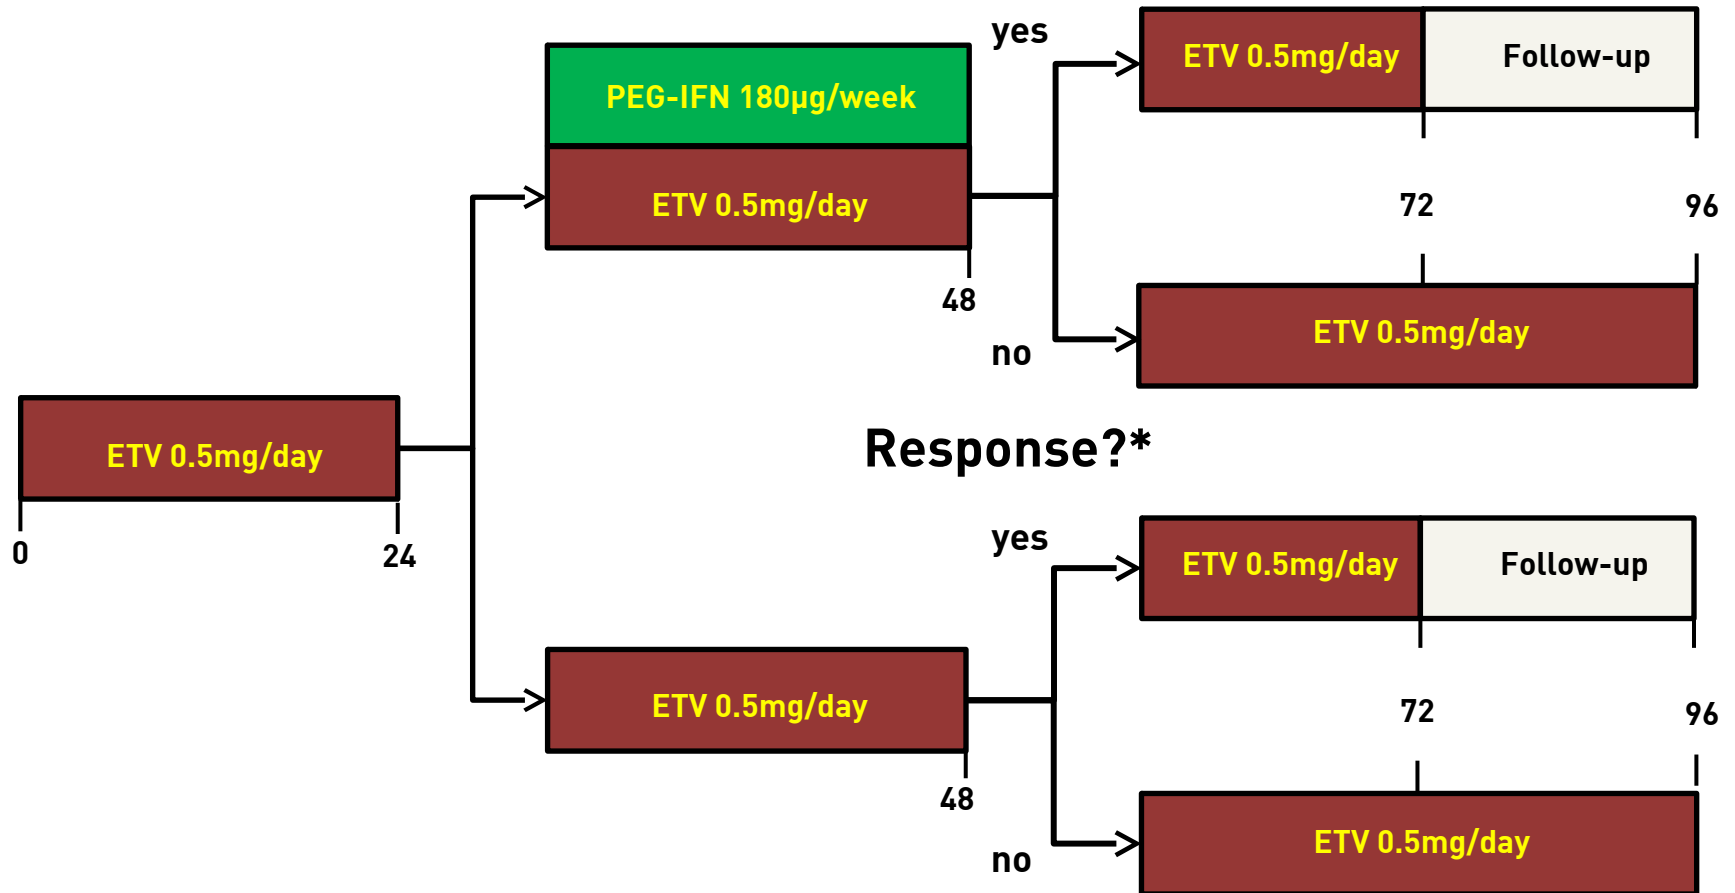 yes
ETV 0.5mg/day
Follow-up
PEG-IFN 180µg/week
ETV 0.5mg/day
72
96
48
no
ETV 0.5mg/day
ETV 0.5mg/day
Response?*
0
24
yes
ETV 0.5mg/day
Follow-up
ETV 0.5mg/day
72
96
48
no
ETV 0.5mg/day